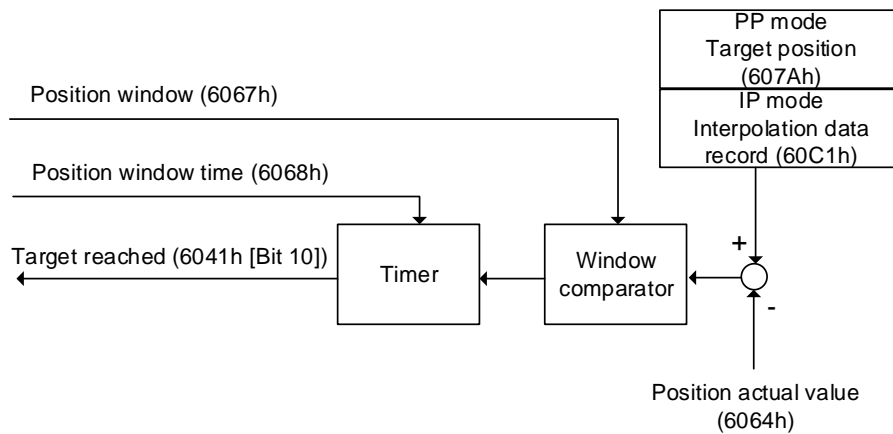 PP mode
Target position
(607Ah)
IP mode
Interpolation data
record (60C1h)
Position window (6067h)
Position window time (6068h)
Target reached (6041h [Bit 10])
Timer
Window
comparator
+
-
Position actual value
(6064h)